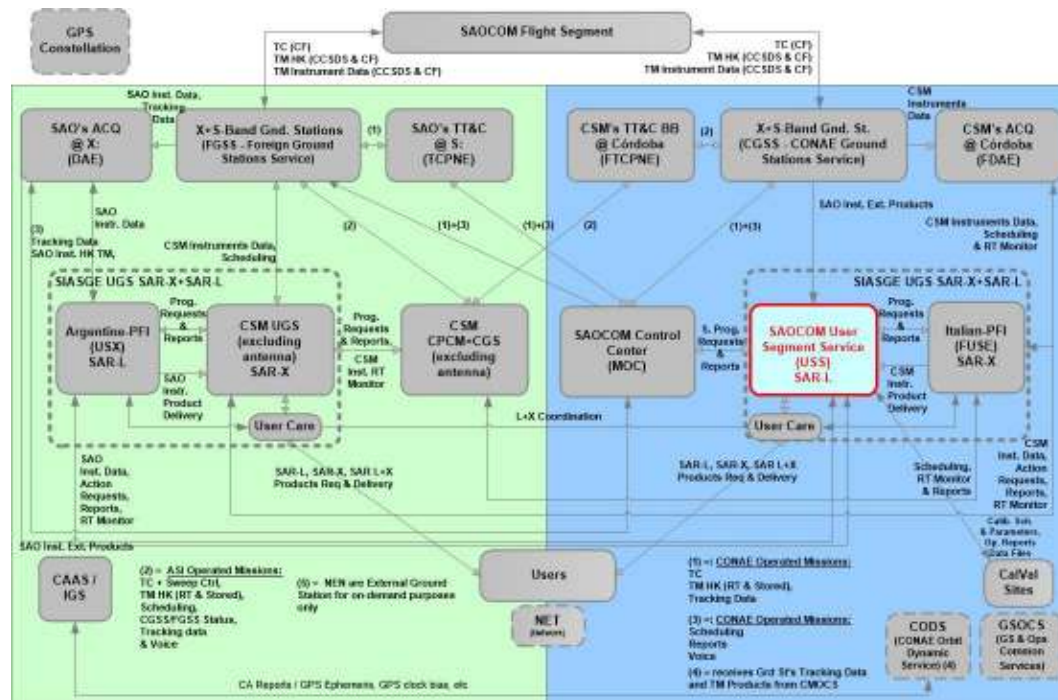 GPS
Constellation
SAOCOM Flight Segment
TC (CF)
TM HK (CCSDS & CF)
TM Instrument Data (CCSDS & CF)
TC (CF)
TM HK (CCSDS & CF)
TM Instrument Data (CCSDS & CF)
SAO Inst. Data,
Tracking
Data
CSM
Instruments
Data
SAO's ACQ
@ X:
(DAE)
X+S-Band Gnd. Stations
(FGSS - Foreign Ground
Stations Service)
(1)
SAO's TT&C
@ S:
(TCPNE)
CSM's TT&C BB
@ Córdoba
(FTCPNE)
(2)
X+S-Band Gnd. St.
(CGSS - CONAE Ground
Stations Service)
CSM's ACQ
@ Córdoba
(FDAE)
SAO Inst. Ext. Products
SAO
Instr. Data
(3)
Tracking Data
SAO Inst. HK TM,
(2)
(1)+(3)
(1)+(3)
(2)
(1)+(3)
CSM Instruments Data,
Scheduling
CSM Instruments Data,
Scheduling
& RT Monitor
SIASGE UGS SAR-X+SAR-L
SIASGE UGS SAR-X+SAR-L
Argentine-PFI
(USX)
SAR-L
Prog.
Requests
&
Reports
SAO
Instr.
Product
Delivery
CSM UGS
(excluding
antenna)
SAR-X
Prog.
Requests
& Reports,
CSM
Inst. RT
Monitor
CSM
CPCM+CGS
(excluding
antenna)
SAOCOM Control
Center
(MOC)
S. Prog.
Requests
&
Reports
SAOCOM User
Segment Service
(USS)
SAR-L
Prog.
Requests
&
Reports
CSM
Instr.
Product
Delivery
Italian-PFI
(FUSE)
SAR-X
User Care
L+X Coordination
User Care
SAO
Inst. Data,
Action
Requests,
Reports,
RT Monitor
SAR-L, SAR-X, SAR L+X
Products Req & Delivery
SAR-L, SAR-X, SAR L+X
Products Req & Delivery
Scheduling,
RT Monitor
& Reports
CSM
Inst. Data,
Action
Requests,
Reports,
RT Monitor
Calib.
& Parameters,
Op. Reports
Data Files
SAO Inst. Ext. Products
CAAS /
IGS
(2) = ASI Operated Missions:
TC + Sweep Ctrl,
TM HK (RT & Stored),
Scheduling,
CGSS/FGSS Status,
Tracking data
& Voice
(5) = NEN are External Ground
Station for on-demand purposes
only
Users
NET
(Network)
(1) =: CONAE Operated Missions:
TC
TM HK (RT & Stored),
Tracking Data
(3) =: CONAE Operated Missions:
Scheduling
Reports
Voice
(4) = receives Grd St's Tracking Data
and TM Products from CMOCS
CalVal
Sites
CODS
(CONAE Orbit
Dynamic
Service) (4)
GSOCS
(GS & Ops
Common
Services)
CA Reports / GPS Ephemeris, GPS clock bias, etc